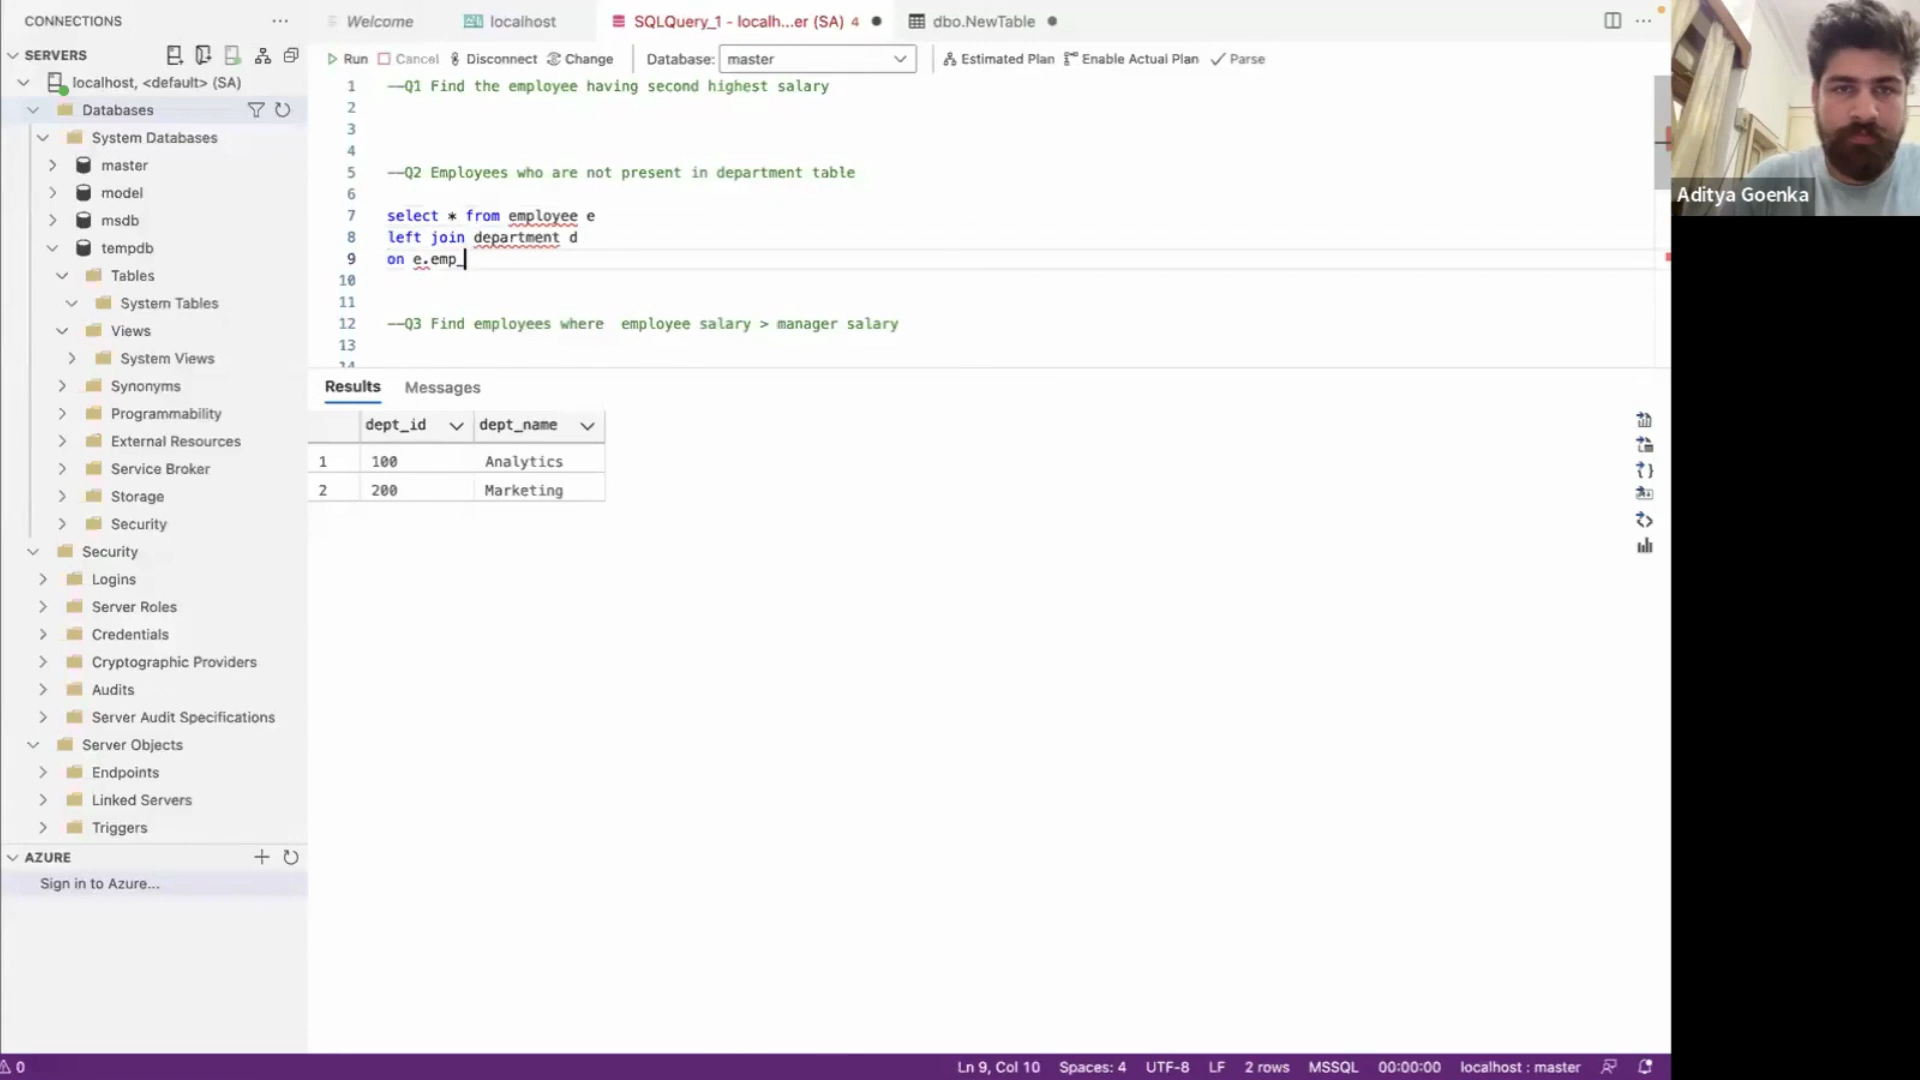 CONNECTIONS
Welcome
localhost
SQLQuery_1 - localh...er (SA) 4
dbo.NewTable
SERVERS
Run
Cancel
Disconnect
Change
Database:
master
Estimated Plan
Enable Actual Plan
Parse
localhost, <default> (SA)
Databases
System Databases
master
model
msdb
tempdb
Tables
System Tables
Views
System Views
Synonyms
Programmability
External Resources
Service Broker
Storage
Security
Security
Logins
Server Roles
Credentials
Cryptographic Providers
Audits
Server Audit Specifications
Server Objects
Endpoints
Linked Servers
Triggers
AZURE
Sign in to Azure...
1 --Q1 Find the employee having second highest salary
2
3
4
5 --Q2 Employees who are not present in department table
6
7 select * from employee e
8 left join department d
9 on e.emp_
10
11
12 --Q3 Find employees where  employee salary > manager salary
13
14
Results
Messages
dept_id dept_name
1 100 Analytics
2 200 Marketing
Aditya Goenka
0
Ln 9, Col 10
Spaces: 4
UTF-8
LF
2 rows
MSSQL
00:00:00
localhost : master